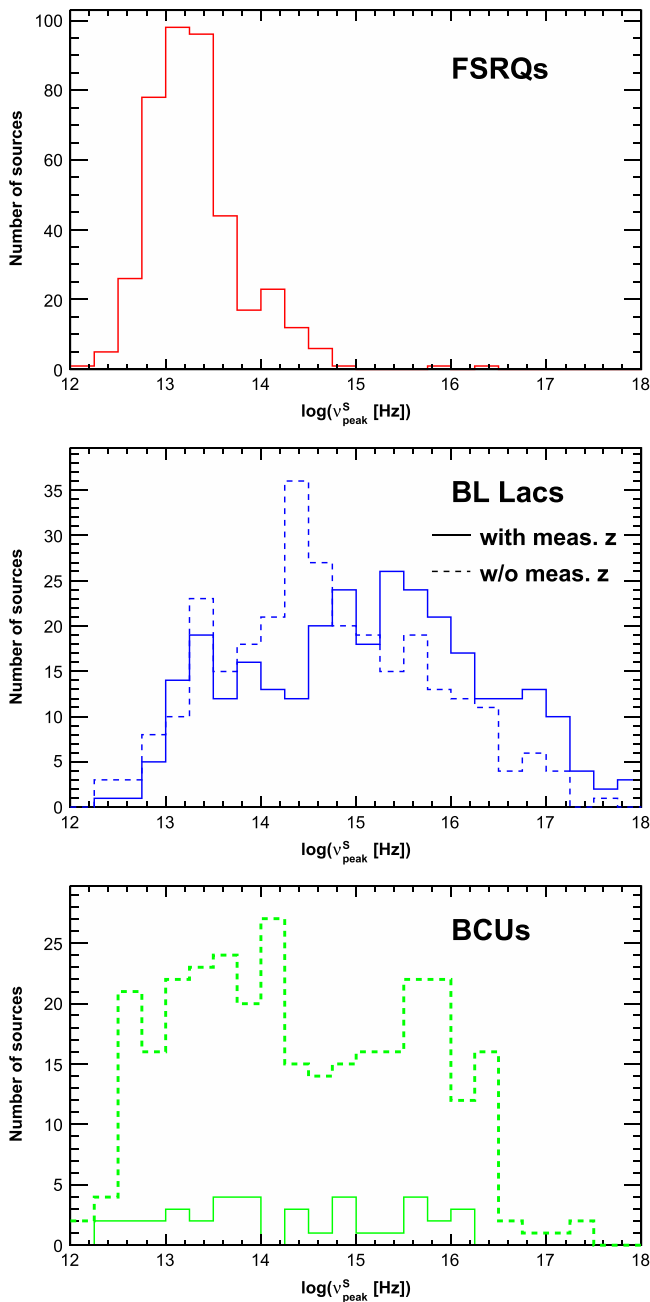 FSRQs
Number of sources
100
80
60
40
20
0
12 13 14 15 16 17 18
log(ν^S_peak [Hz])
BL Lacs
with meas. z
w/o meas. z
Number of sources
35
30
25
20
15
10
5
0
12 13 14 15 16 17 18
log(ν^S_peak [Hz])
BCUs
Number of sources
25
20
15
10
5
0
12 13 14 15 16 17 18
log(ν^S_peak [Hz])